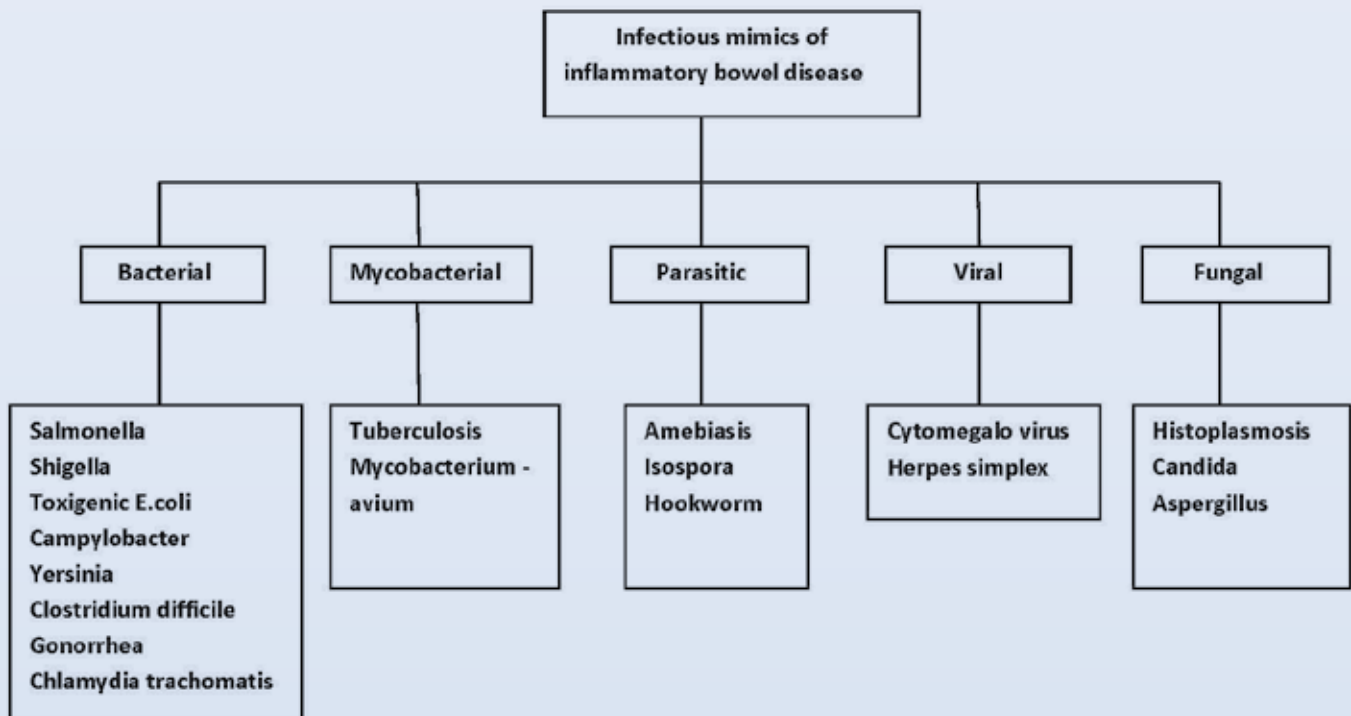 Infectious mimics of
inflammatory bowel disease
Bacterial
Mycobacterial
Parasitic
Viral
Fungal
Salmonella
Shigella
Toxigenic E.coli
Campylobacter
Yersinia
Clostridium difficile
Gonorrhea
Chlamydia trachomatis
Tuberculosis
Mycobacterium -
avium
Amebiasis
Isospora
Hookworm
Cytomegalo virus
Herpes simplex
Histoplasmosis
Candida
Aspergillus